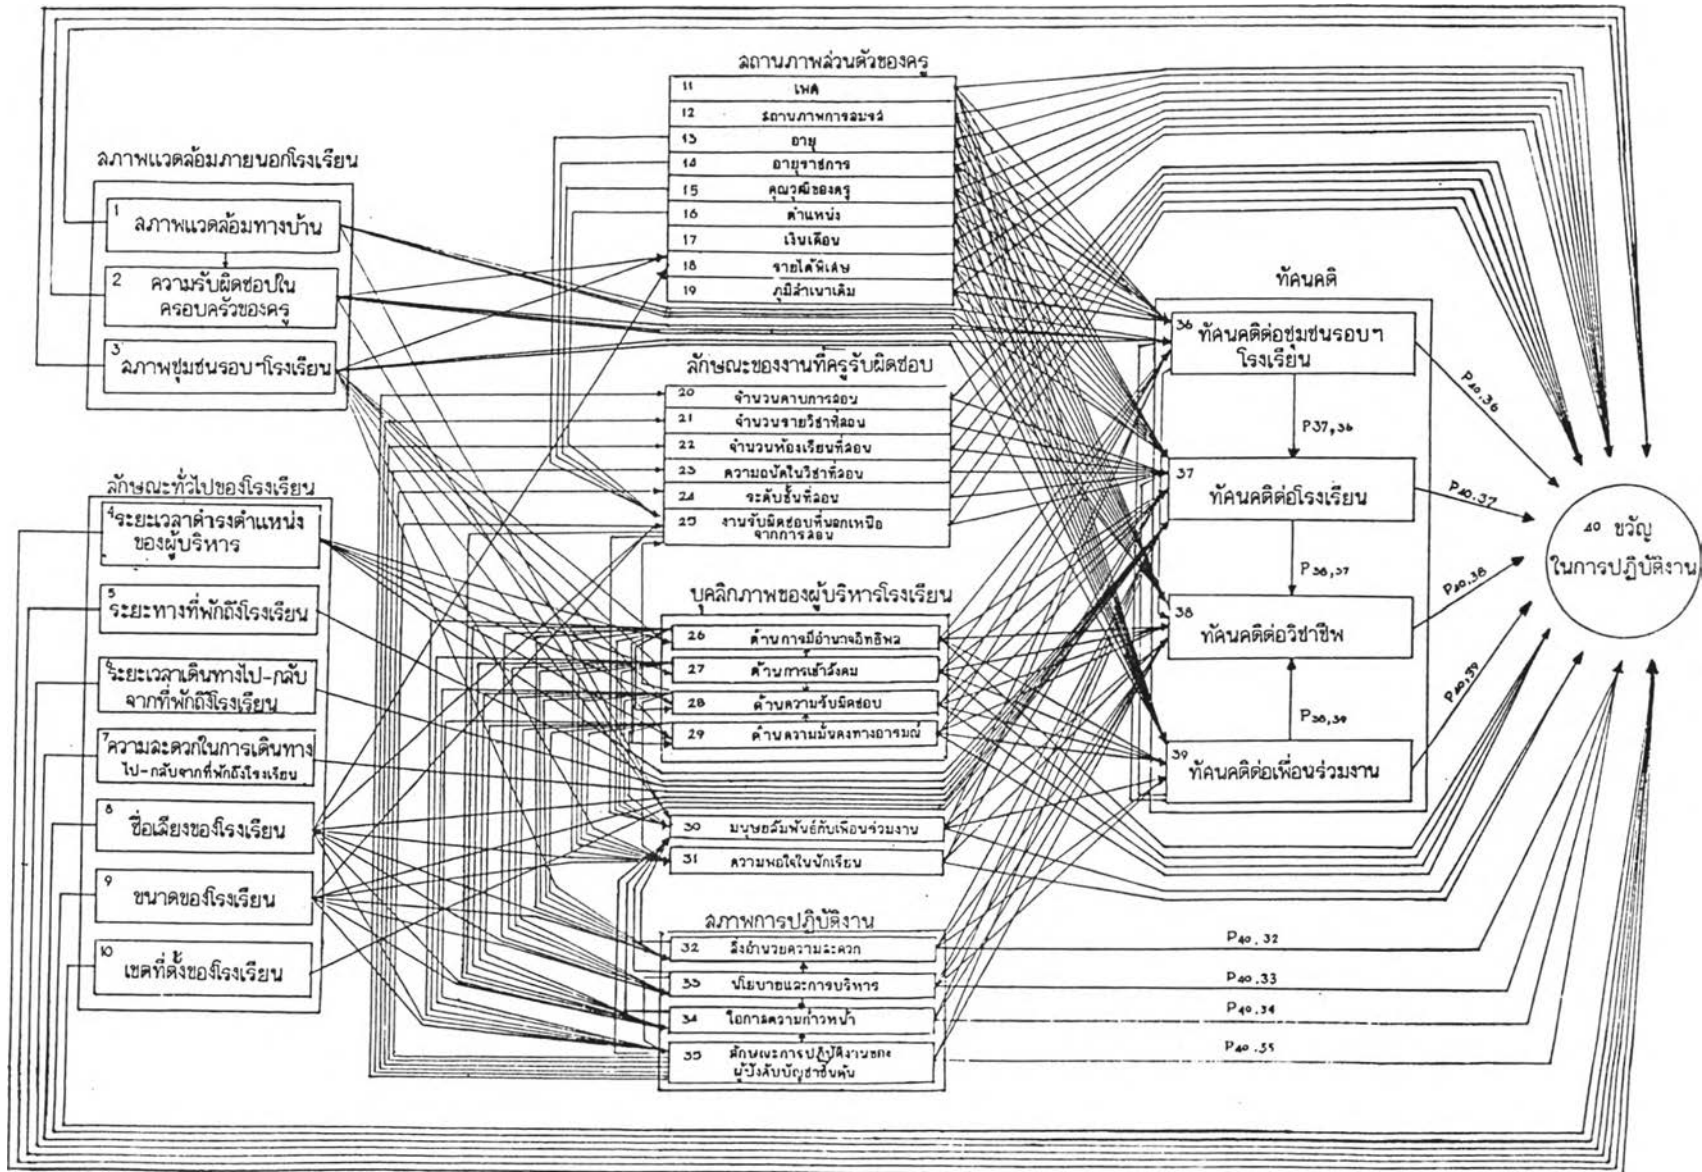 สภาพแวดล้อมภายนอกโรงเรียน
1 สภาพแวดล้อมทางบ้าน
2 ความรับผิดชอบใน
ครอบครัวของครู
3 สภาพชุมชนรอบๆโรงเรียน
ลักษณะทั่วไปของโรงเรียน
4 ระยะเวลาดำรงตำแหน่ง
ของผู้บริหาร
5 ระยะทางที่พักถึงโรงเรียน
6 ระยะเวลาเดินทางไป-กลับ
จากที่พักถึงโรงเรียน
7 ความสะดวกในการเดินทาง
ไป-กลับจากที่พักถึงโรงเรียน
8 ชื่อเสียงของโรงเรียน
9 ขนาดของโรงเรียน
10 เขตที่ตั้งของโรงเรียน
สถานภาพส่วนตัวของครู
11 เพศ
12 สถานภาพการสมรส
13 อายุ
14 อายุราชการ
15 คุณวุฒิของครู
16 ตำแหน่ง
17 เงินเดือน
18 รายได้พิเศษ
19 ภูมิลำเนาเดิม
ลักษณะของงานที่ครูรับผิดชอบ
20 จำนวนคาบการสอน
21 จำนวนรายวิชาที่สอน
22 จำนวนห้องเรียนที่สอน
23 ความถนัดในวิชาที่สอน
24 ระดับชั้นที่สอน
25 งานรับผิดชอบที่นอกเหนือ
จากการสอน
บุคลิกภาพของผู้บริหารโรงเรียน
26 ด้านการมีอำนาจอิทธิพล
27 ด้านการเข้าสังคม
28 ด้านความรับผิดชอบ
29 ด้านความมั่นคงทางอารมณ์
30 มนุษยสัมพันธ์กับเพื่อนร่วมงาน
31 ความพอใจในนักเรียน
สภาพการปฏิบัติงาน
32 สิ่งอำนวยความสะดวก
33 นโยบายและการบริหาร
34 โอกาสความก้าวหน้า
35 ลักษณะการปฏิบัติงานของ
ผู้บังคับบัญชาชั้นต้น
ทัศนคติ
36 ทัศนคติต่อชุมชนรอบๆ
โรงเรียน
P37,36
37 ทัศนคติต่อโรงเรียน
P38,37
38 ทัศนคติต่อวิชาชีพ
P38,39
39 ทัศนคติต่อเพื่อนร่วมงาน
P40.36
P40.37
P40.38
P40.39
P40.32
P40.33
P40.34
P40.35
40 ขวัญ
ในการปฏิบัติงาน